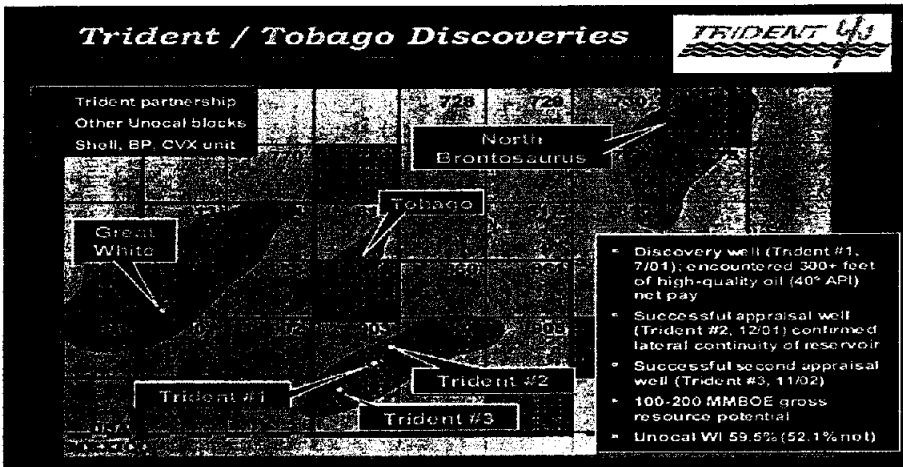 Trident / Tobago Discoveries
TRIDENT
Trident partnership
Other Unocal blocks
Shell, BP, CVX unit
728
729
North
Brontosaurus
Tobago
Great
White
Trident #1
Trident #2
Trident #3
Discovery well (Trident #1,
7/01); encountered 300+ feet
of high-quality oil (40° API)
net pay
Successful appraisal well
(Trident #2, 12/01) confirmed
lateral continuity of reservoir
Successful second appraisal
well (Trident #3, 11/02)
100-200 MMBOE gross
resource potential
Unocal WI 59.5% (52.1% net)